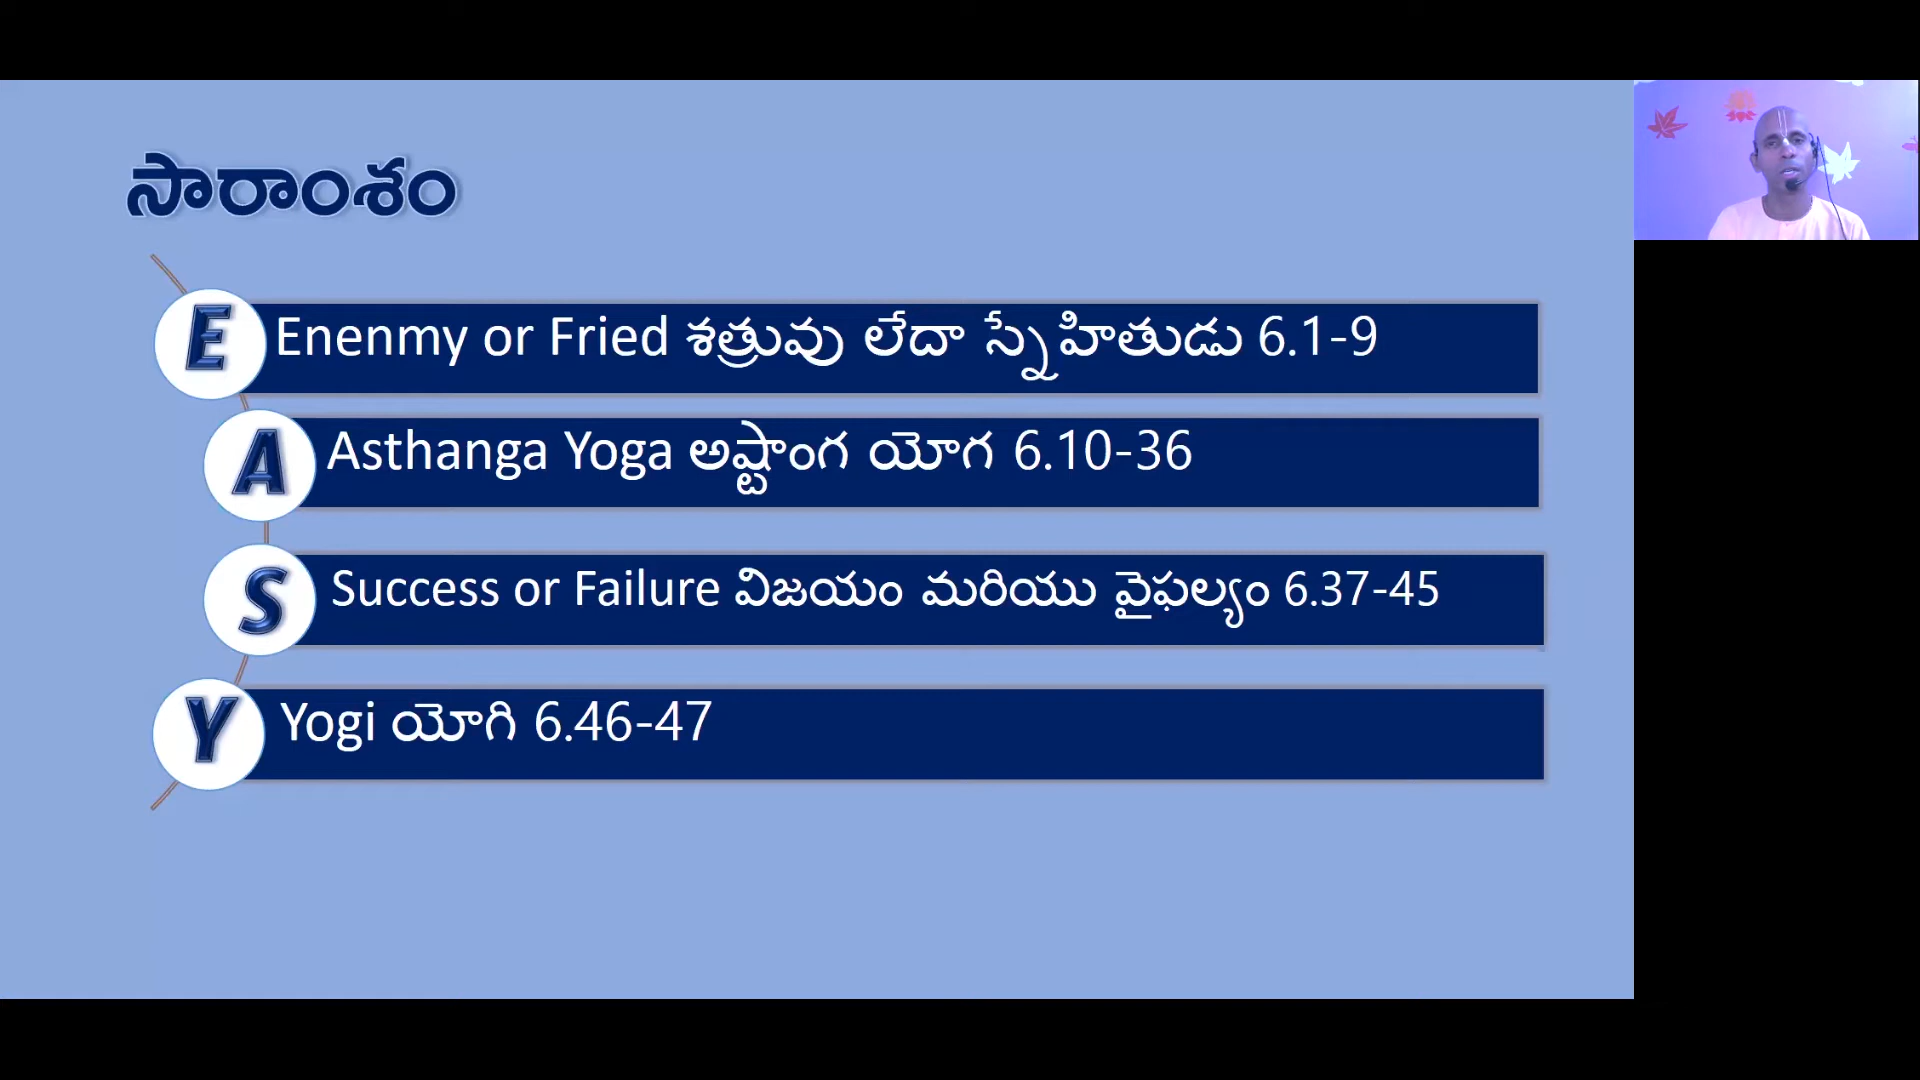 సారాంశం
E Enenmy or Fried శత్రువు లేదా స్నేహితుడు 6.1-9
A Asthanga Yoga అష్టాంగ యోగ 6.10-36
S Success or Failure విజయం మరియు వైఫల్యం 6.37-45
Y Yogi యోగి 6.46-47